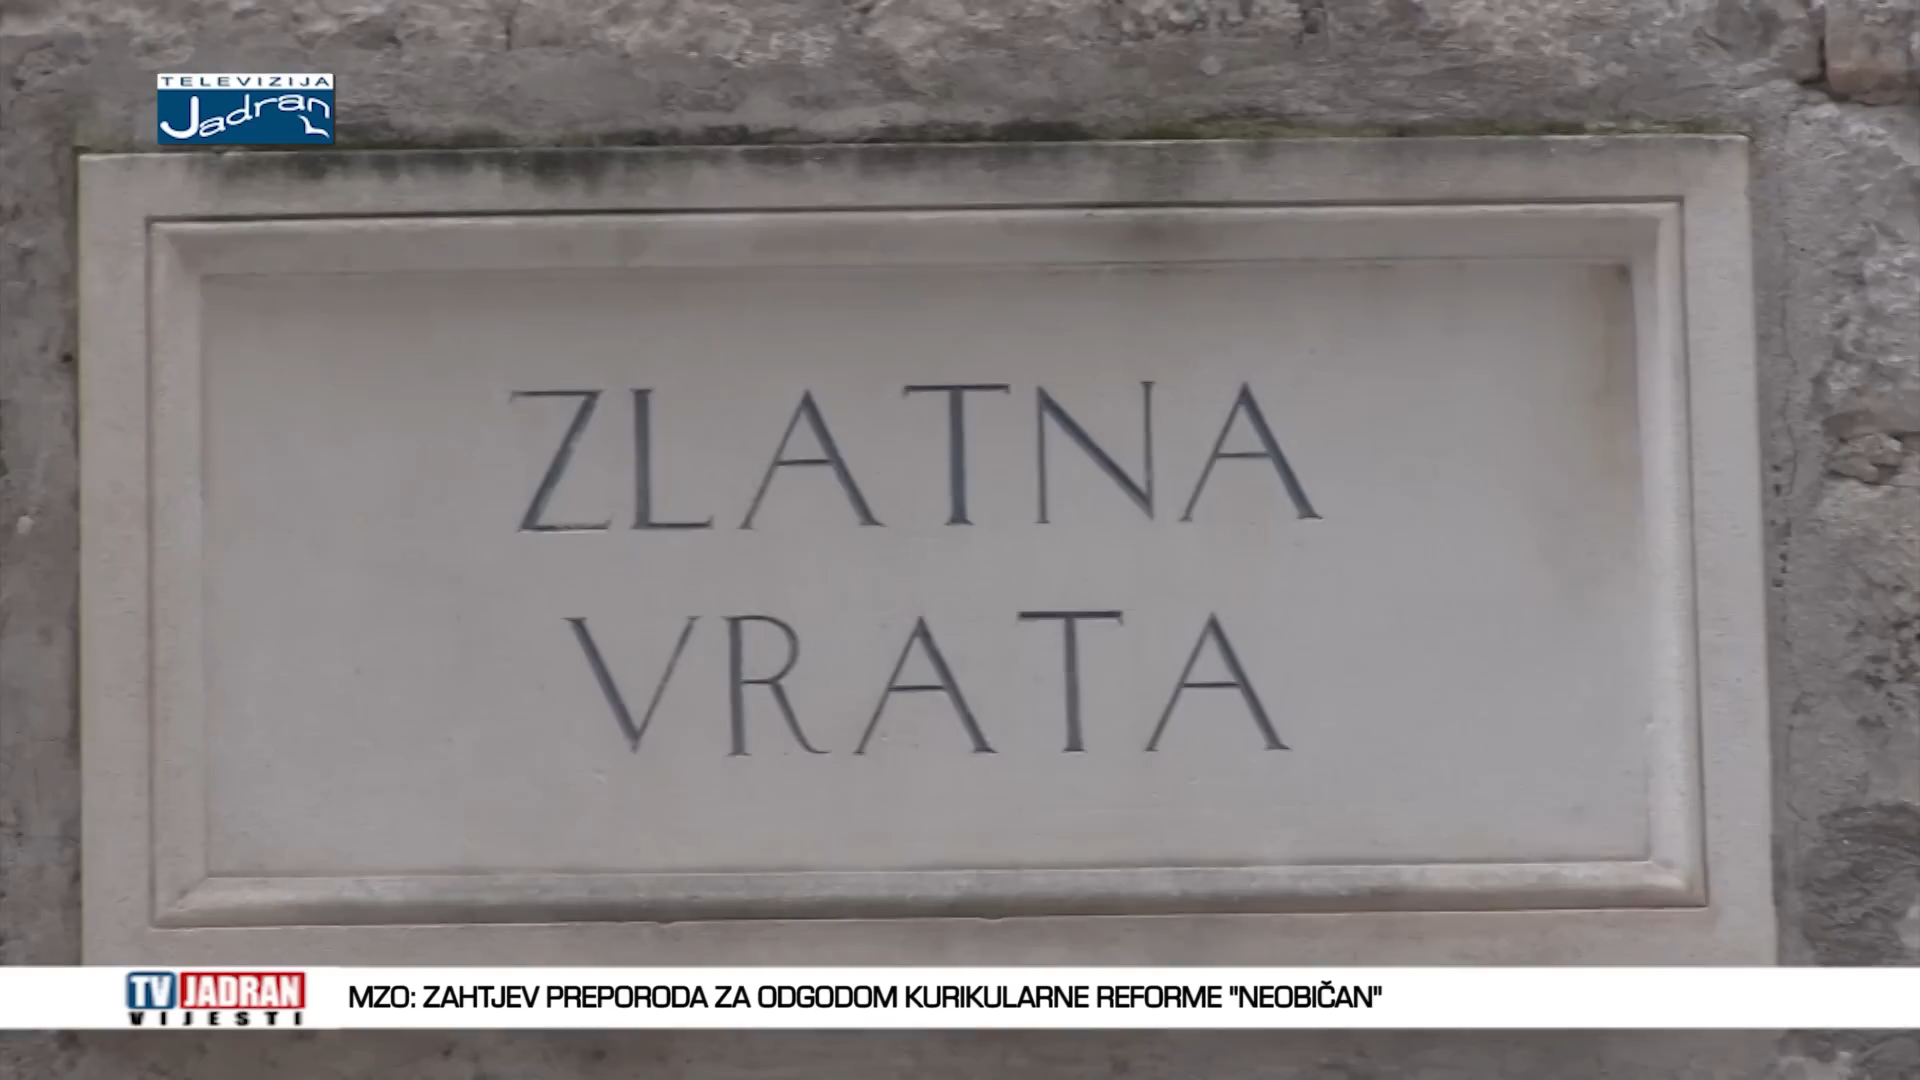 TELEVIZIJA
Jadran
ZLATNA
VRATA
TV JADRAN
VIJESTI
MZO: ZAHTJEV PREPORODA ZA ODGODOM KURIKULARNE REFORME "NEOBIČAN"